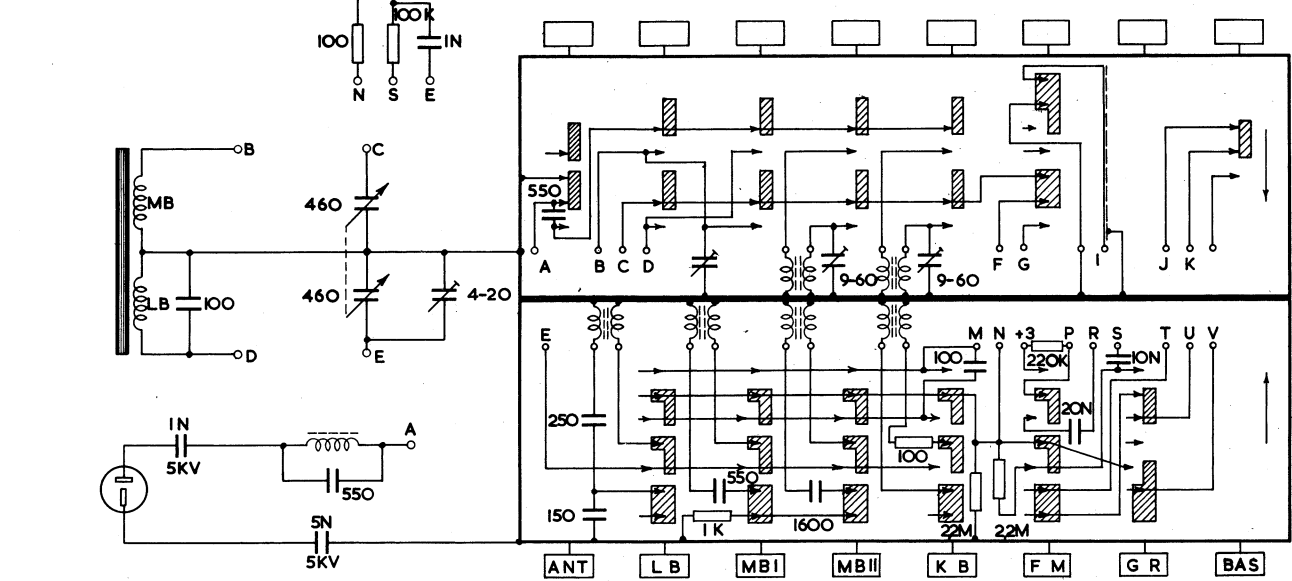 100K
100
1N
N S E
B
C
MB
460
550
A B C D
F G I J K
9-60
9-60
LB
100
460
4-20
D
E
E
M N +3 P R S T U V
100
220K
10N
250
20N
1N
A
5KV
100
550
550
150
1K
1600
22M
22M
5N
5KV
ANT LB MBI MBII KB FM GR BAS